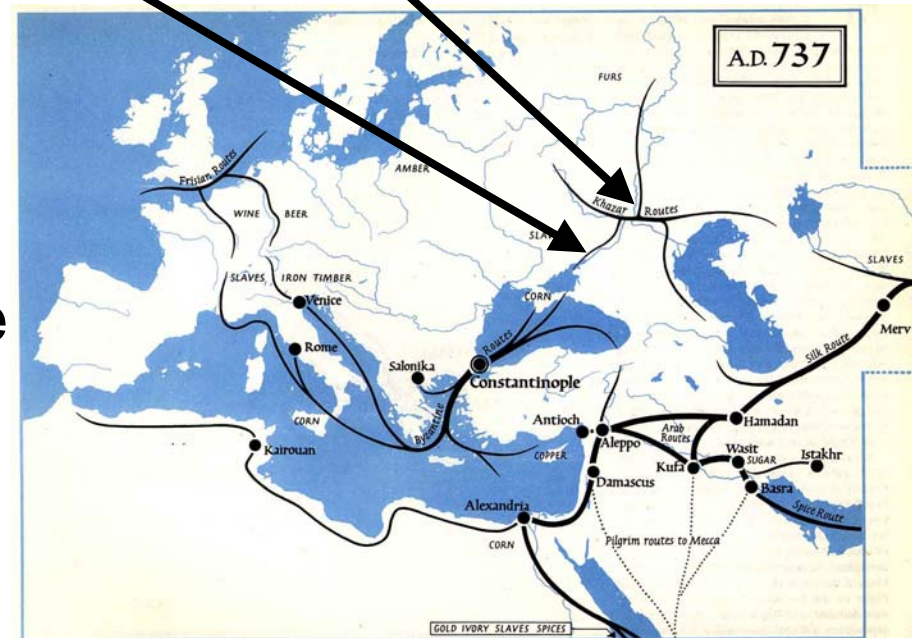 A.D. 737
FURS
AMBER
Frisian Routes
Khazar Routes
WINE BEER
SLAVES
SLAVES IRON TIMBER
CORN
Venice
Merv
Rome
Salonika
Routes
Constantinople
Silk Route
Byzantine
CORN
Antioch
Aleppo
Arab Routes
Hamadan
Kairouan
COPPER
Kufa
Wasit
SUGAR
Istakhr
Damascus
Basra
Alexandria
Spice Route
CORN
Pilgrim routes to Mecca
GOLD IVORY SLAVES SPICES
e